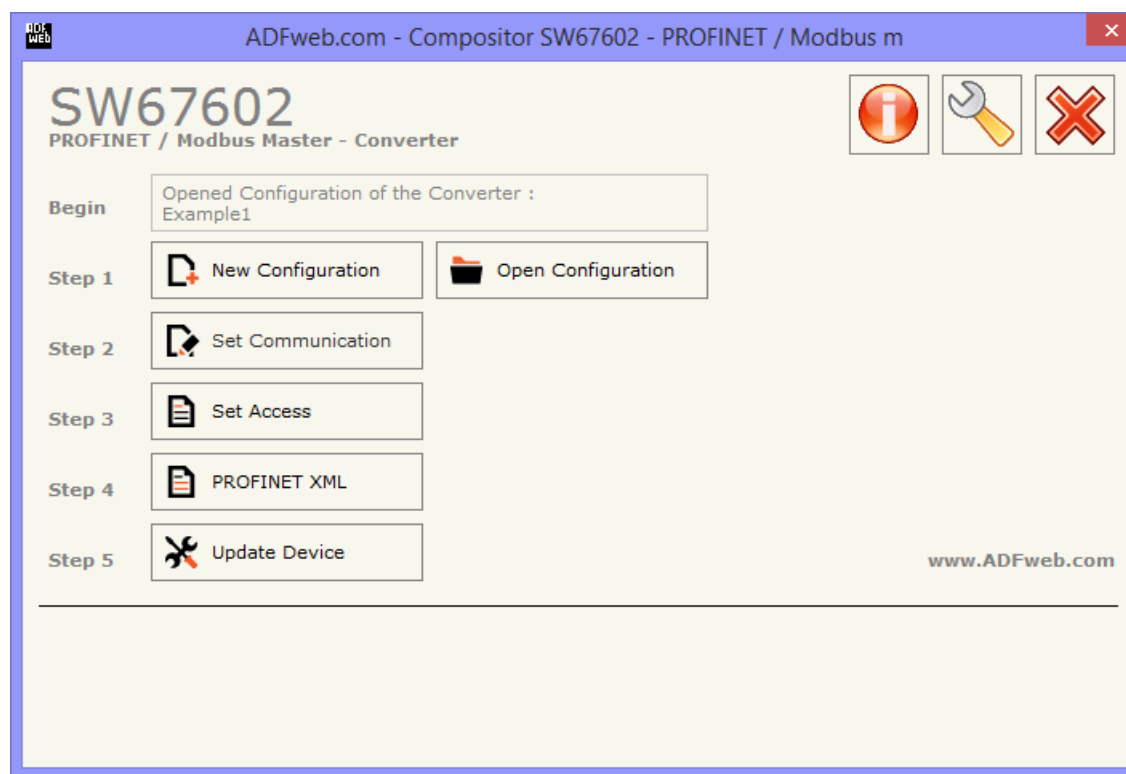 ADF
WEB
ADFweb.com - Compositor SW67602 - PROFINET / Modbus m
SW67602
PROFINET / Modbus Master - Converter
Begin
Opened Configuration of the Converter :
Example1
Step 1
New Configuration
Open Configuration
Step 2
Set Communication
Step 3
Set Access
Step 4
PROFINET XML
Step 5
Update Device
www.ADFweb.com